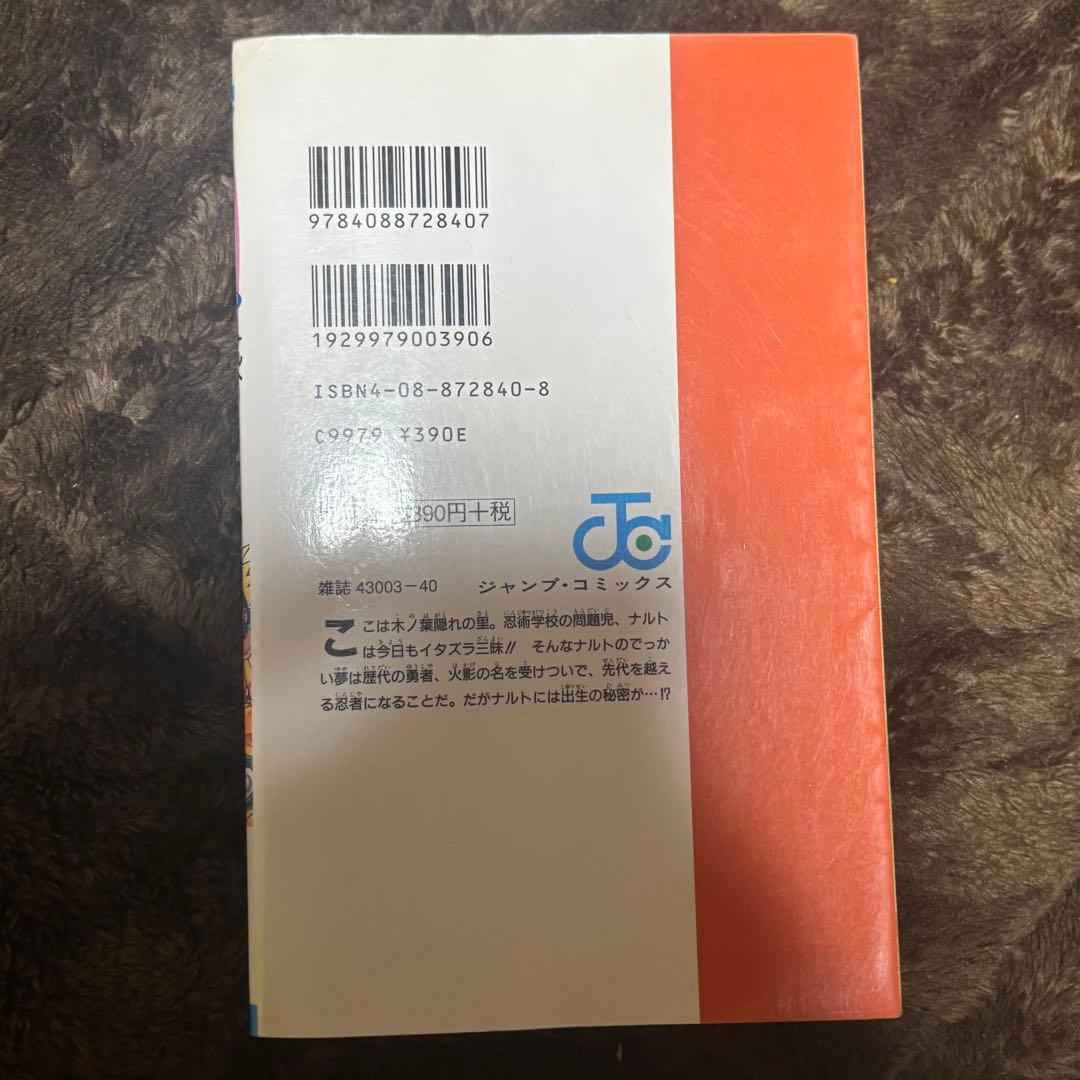 9784088728407
1929979003906
ISBN4-08-872840-8
C9979 ¥390E
390円+税
雑誌 43003-40
ジャンプ・コミックス
ここは木ノ葉隠れの里。忍術学校の問題児、ナルト
は今日もイタズラ三昧!! そんなナルトのでっか
い夢は歴代の勇者、火影の名を受けついで、先代を越え
る忍者になることだ。だがナルトには出生の秘密が…!?